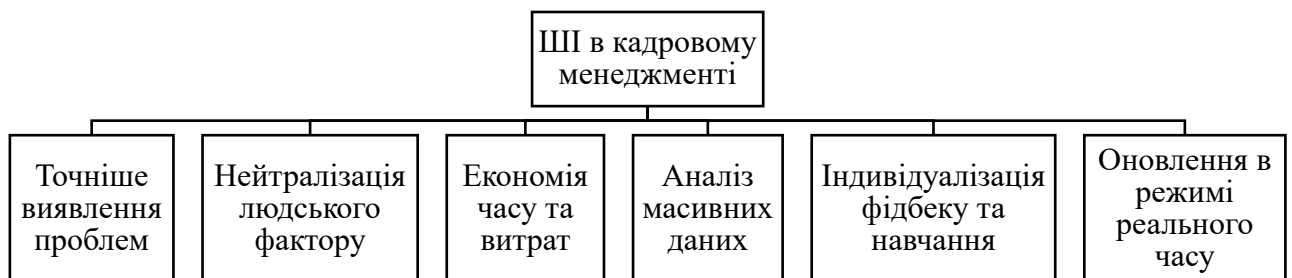 ШІ в кадровому
менеджменті
Точніше
виявлення
проблем
Нейтралізація
людського
фактору
Економія
часу та
витрат
Аналіз
масивних
даних
Індивідуалізація
фідбеку та
навчання
Оновлення в
режимі
реального
часу